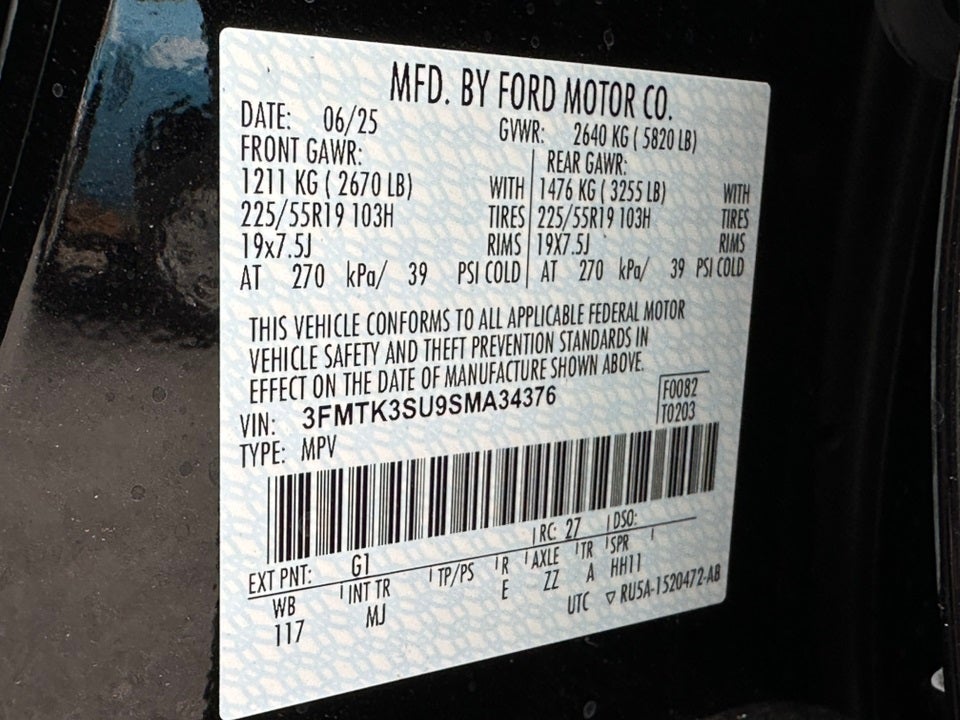 MFD. BY FORD MOTOR CO.
DATE: 06/25 GVWR: 2640 KG ( 5820 LB)
FRONT GAWR: REAR GAWR:
1211 KG ( 2670 LB) WITH 1476 KG ( 3255 LB) WITH
225/55R19 103H TIRES 225/55R19 103H TIRES
19x7.5J RIMS 19X7.5J RIMS
AT 270 kPa/ 39 PSI COLD AT 270 kPa/ 39 PSI COLD
THIS VEHICLE CONFORMS TO ALL APPLICABLE FEDERAL MOTOR
VEHICLE SAFETY AND THEFT PREVENTION STANDARDS IN
EFFECT ON THE DATE OF MANUFACTURE SHOWN ABOVE.
VIN: 3FMTK3SU9SMA34376 F0082
TYPE: MPV T0203
EXT PNT: G1 RC: 27 DSO:
WB INT TR TP/PS R AXLE TR SPR
117 MJ E ZZ A HH11
UTC ▽ RU5A-1520472-AB